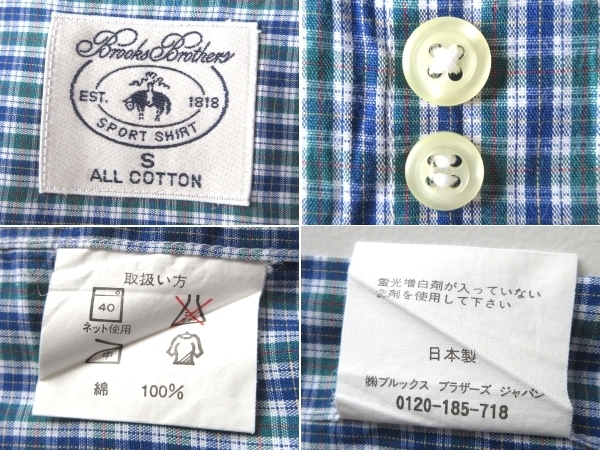 Brooks Brothers
EST. 1818
SPORT SHIRT
S
ALL COTTON
取扱い方
40
ネット使用
中
綿 100%
蛍光増白剤が入っていない
洗剤を使用して下さい
日本製
㈱ブルックス ブラザーズ ジャパン
0120-185-718